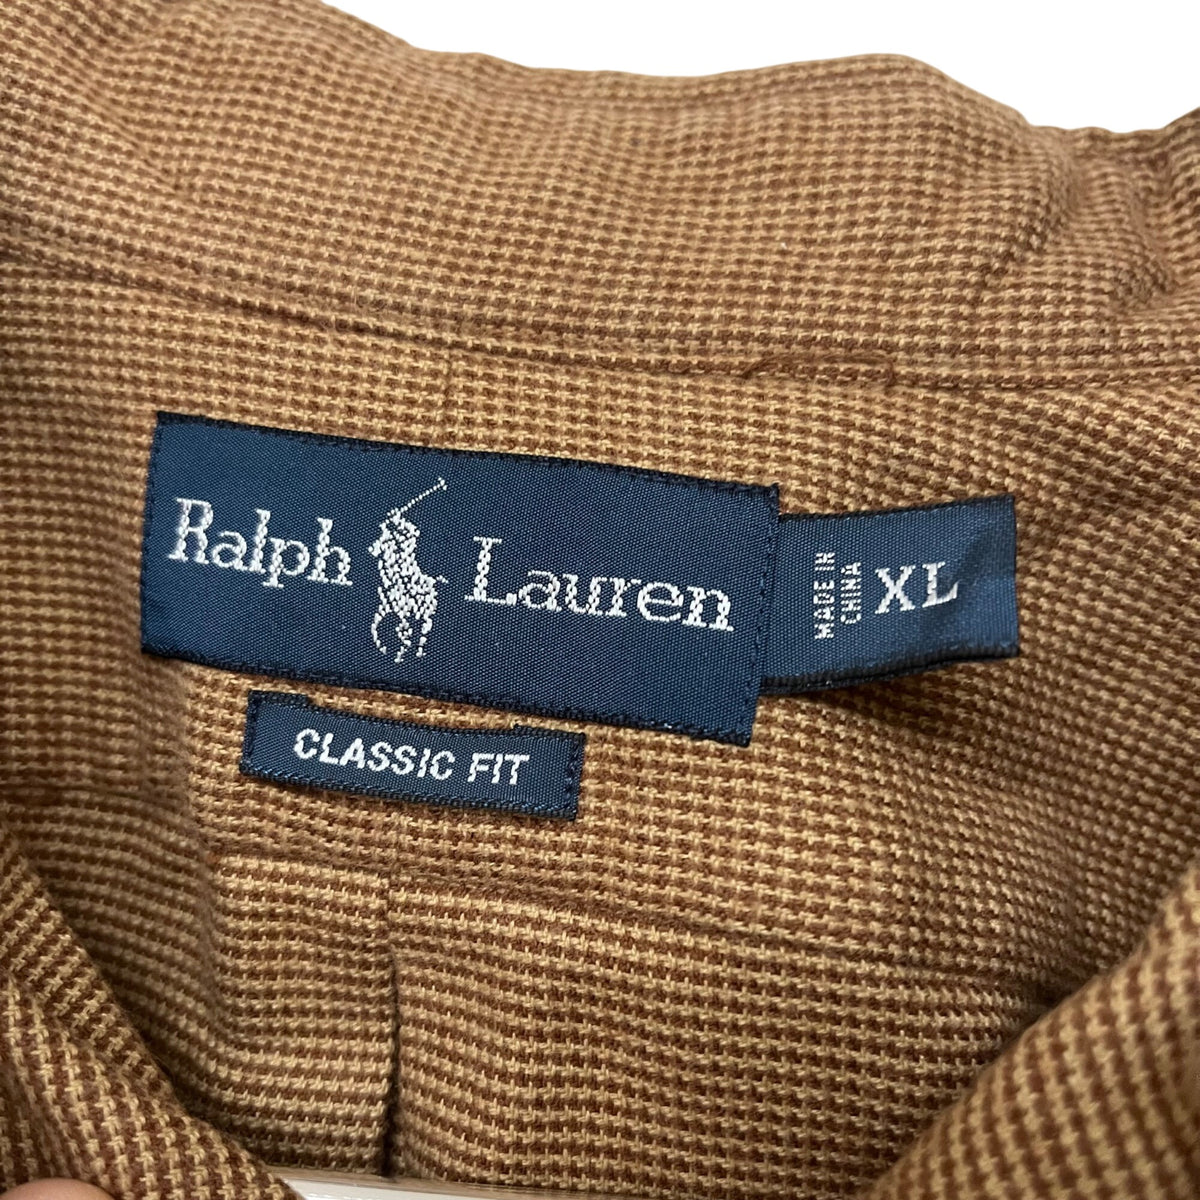 Ralph Lauren
MADE IN
CHINA
XL
CLASSIC FIT